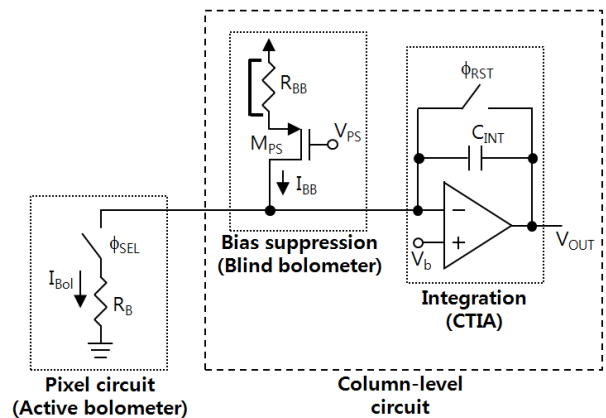 R_BB
M_PS
V_PS
I_BB
Bias suppression
(Blind bolometer)
ϕ_RST
C_INT
−
+
V_b
V_OUT
Integration
(CTIA)
ϕ_SEL
I_Bol
R_B
Pixel circuit
(Active bolometer)
Column-level
circuit